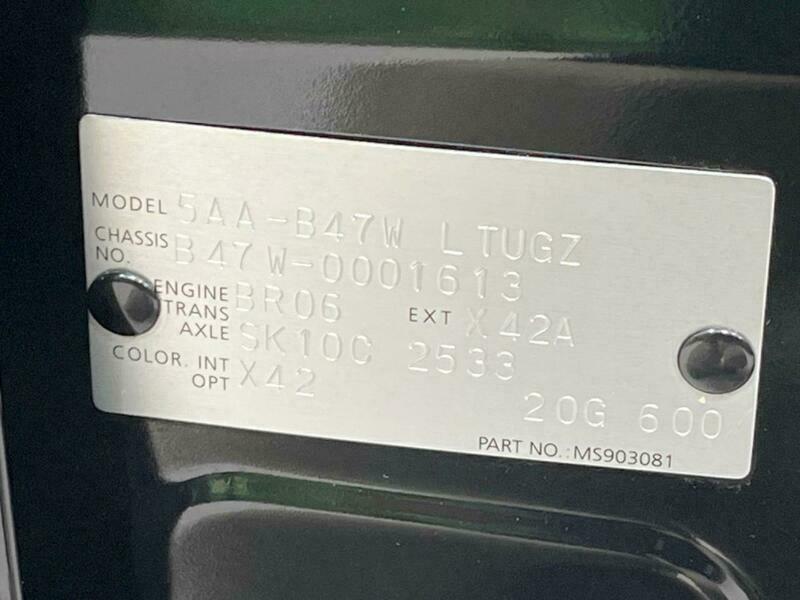 MODEL 5AA-B47W LTUGZ
CHASSIS NO. B47W-0001613
ENGINE BR06 EXT X42A
TRANS AXLE SK10C 2533
COLOR. INT X42
OPT 20G 600
PART NO.: MS903081